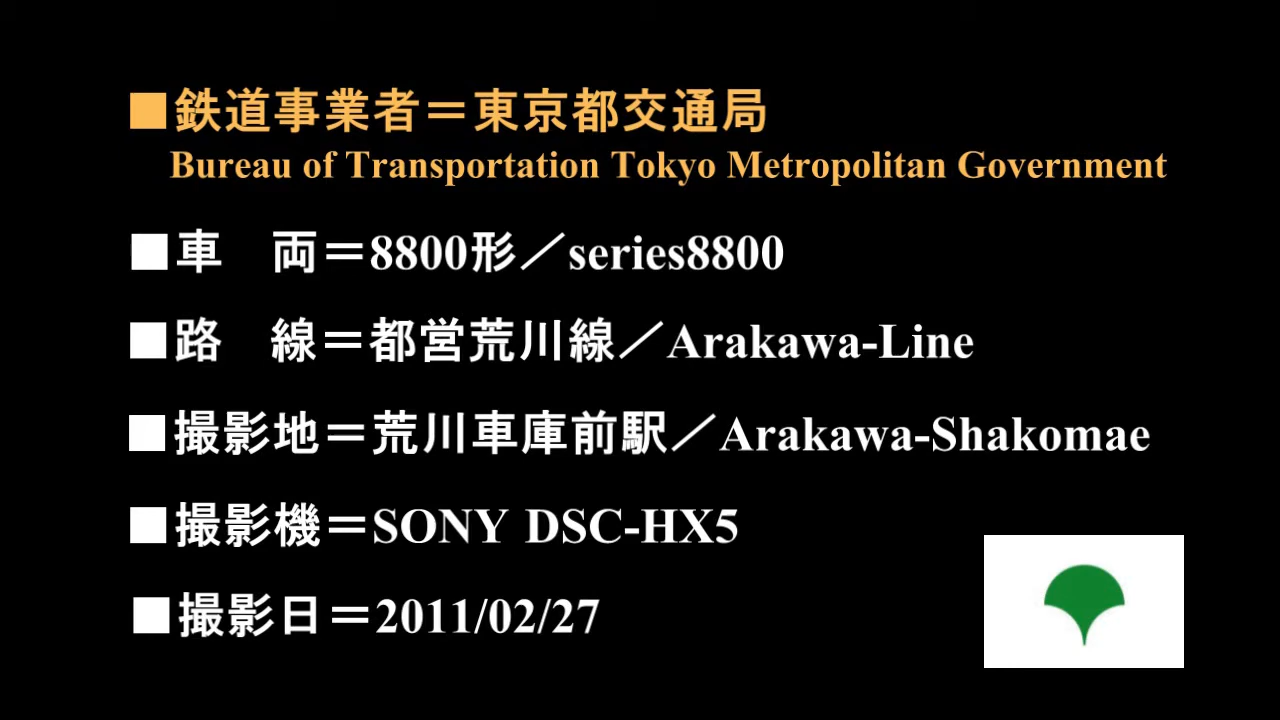 ■鉄道事業者＝東京都交通局
Bureau of Transportation Tokyo Metropolitan Government
■車　両＝8800形／series8800
■路　線＝都営荒川線／Arakawa-Line
■撮影地＝荒川車庫前駅／Arakawa-Shakomae
■撮影機＝SONY DSC-HX5
■撮影日＝2011/02/27